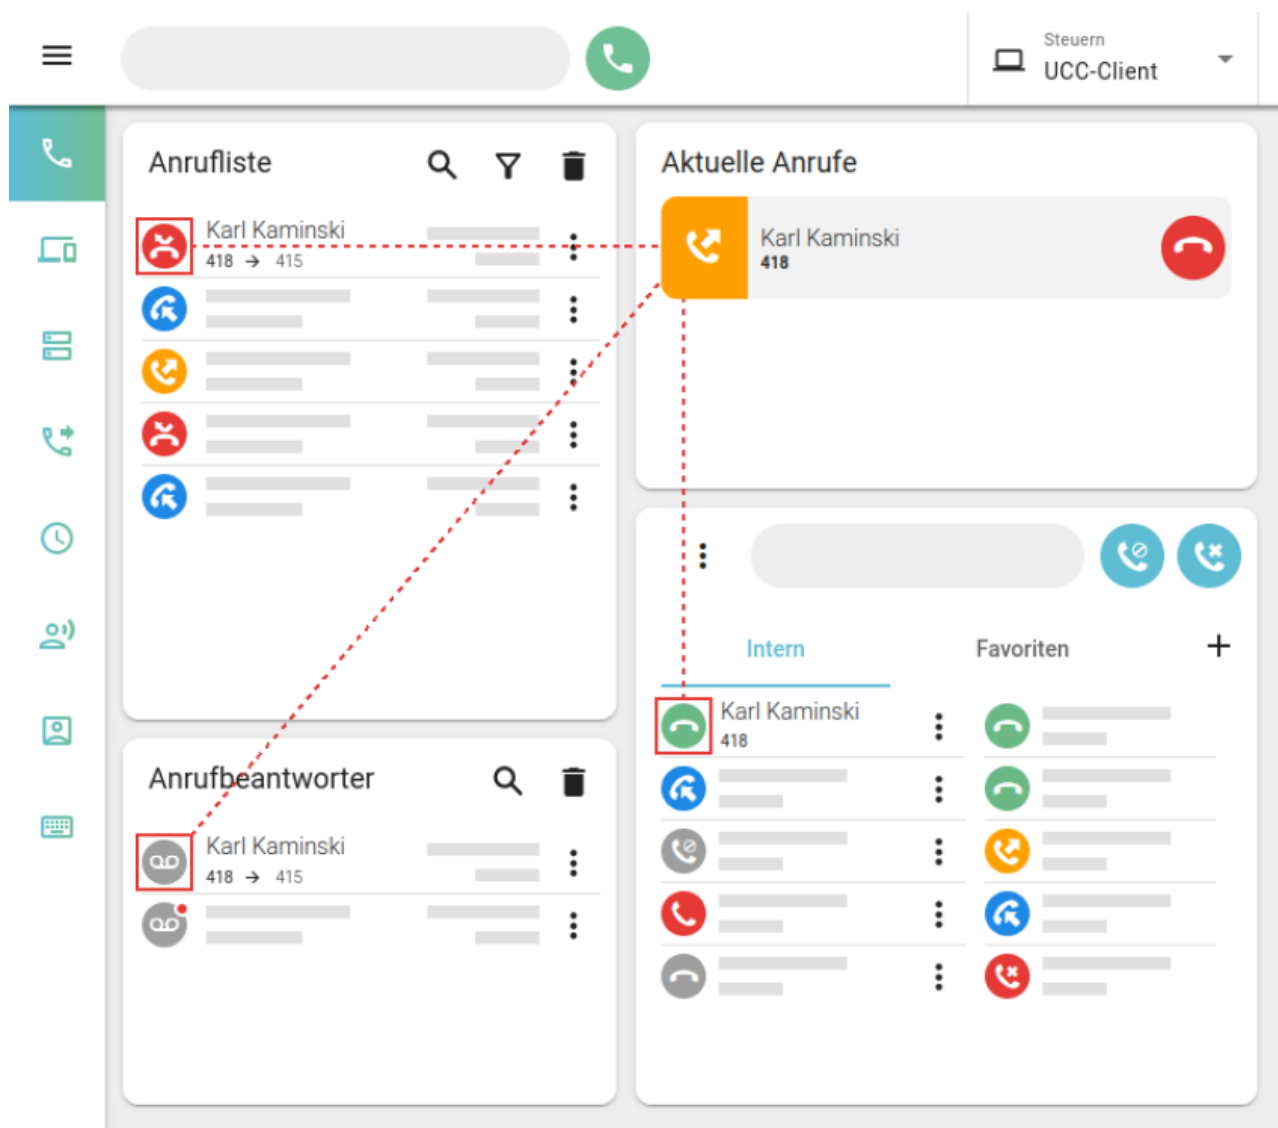 Steuern
UCC-Client
Anrufliste
Karl Kaminski
418 → 415
Aktuelle Anrufe
Karl Kaminski
418
Intern
Favoriten
Karl Kaminski
418
Anrufbeantworter
Karl Kaminski
418 → 415